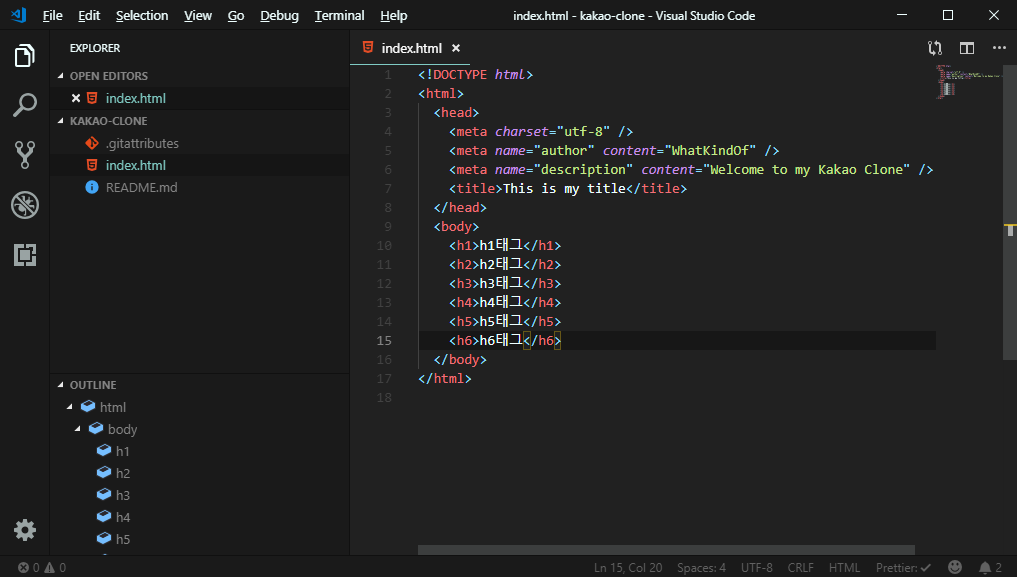 File Edit Selection View Go Debug Terminal Help index.html - kakao-clone - Visual Studio Code
EXPLORER
OPEN EDITORS
index.html
KAKAO-CLONE
.gitattributes
index.html
README.md
OUTLINE
html
body
h1
h2
h3
h4
h5
index.html
1 <!DOCTYPE html>
2 <html>
3 <head>
4 <meta charset="utf-8" />
5 <meta name="author" content="WhatKindOf" />
6 <meta name="description" content="Welcome to my Kakao Clone" />
7 <title>This is my title</title>
8 </head>
9 <body>
10 <h1>h1태그</h1>
11 <h2>h2태그</h2>
12 <h3>h3태그</h3>
13 <h4>h4태그</h4>
14 <h5>h5태그</h5>
15 <h6>h6태그</h6>
16 </body>
17 </html>
18
0 0 Ln 15, Col 20 Spaces: 4 UTF-8 CRLF HTML Prettier: ✓ 2